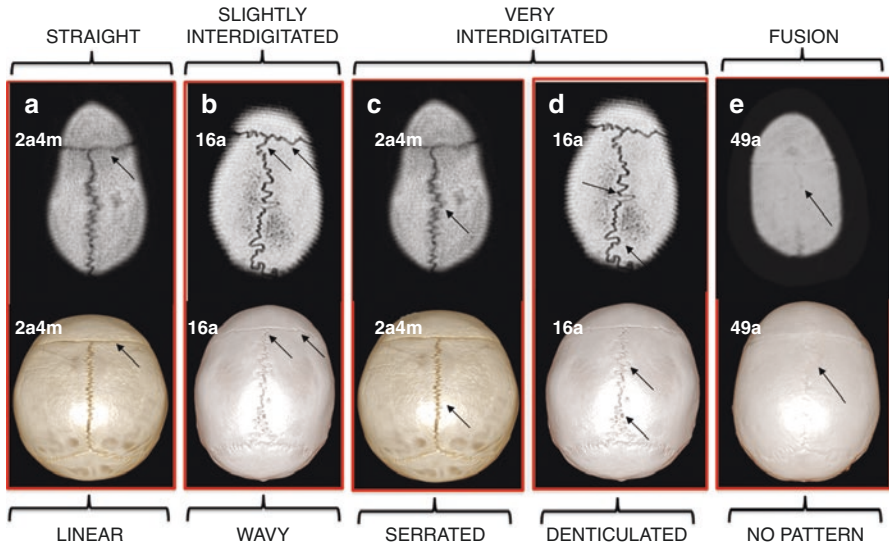 STRAIGHT
SLIGHTLY
INTERDIGITATED
VERY
INTERDIGITATED
FUSION
a
2a4m
b
16a
c
2a4m
d
16a
e
49a
2a4m
16a
2a4m
16a
49a
LINEAR
WAVY
SERRATED
DENTICULATED
NO PATTERN